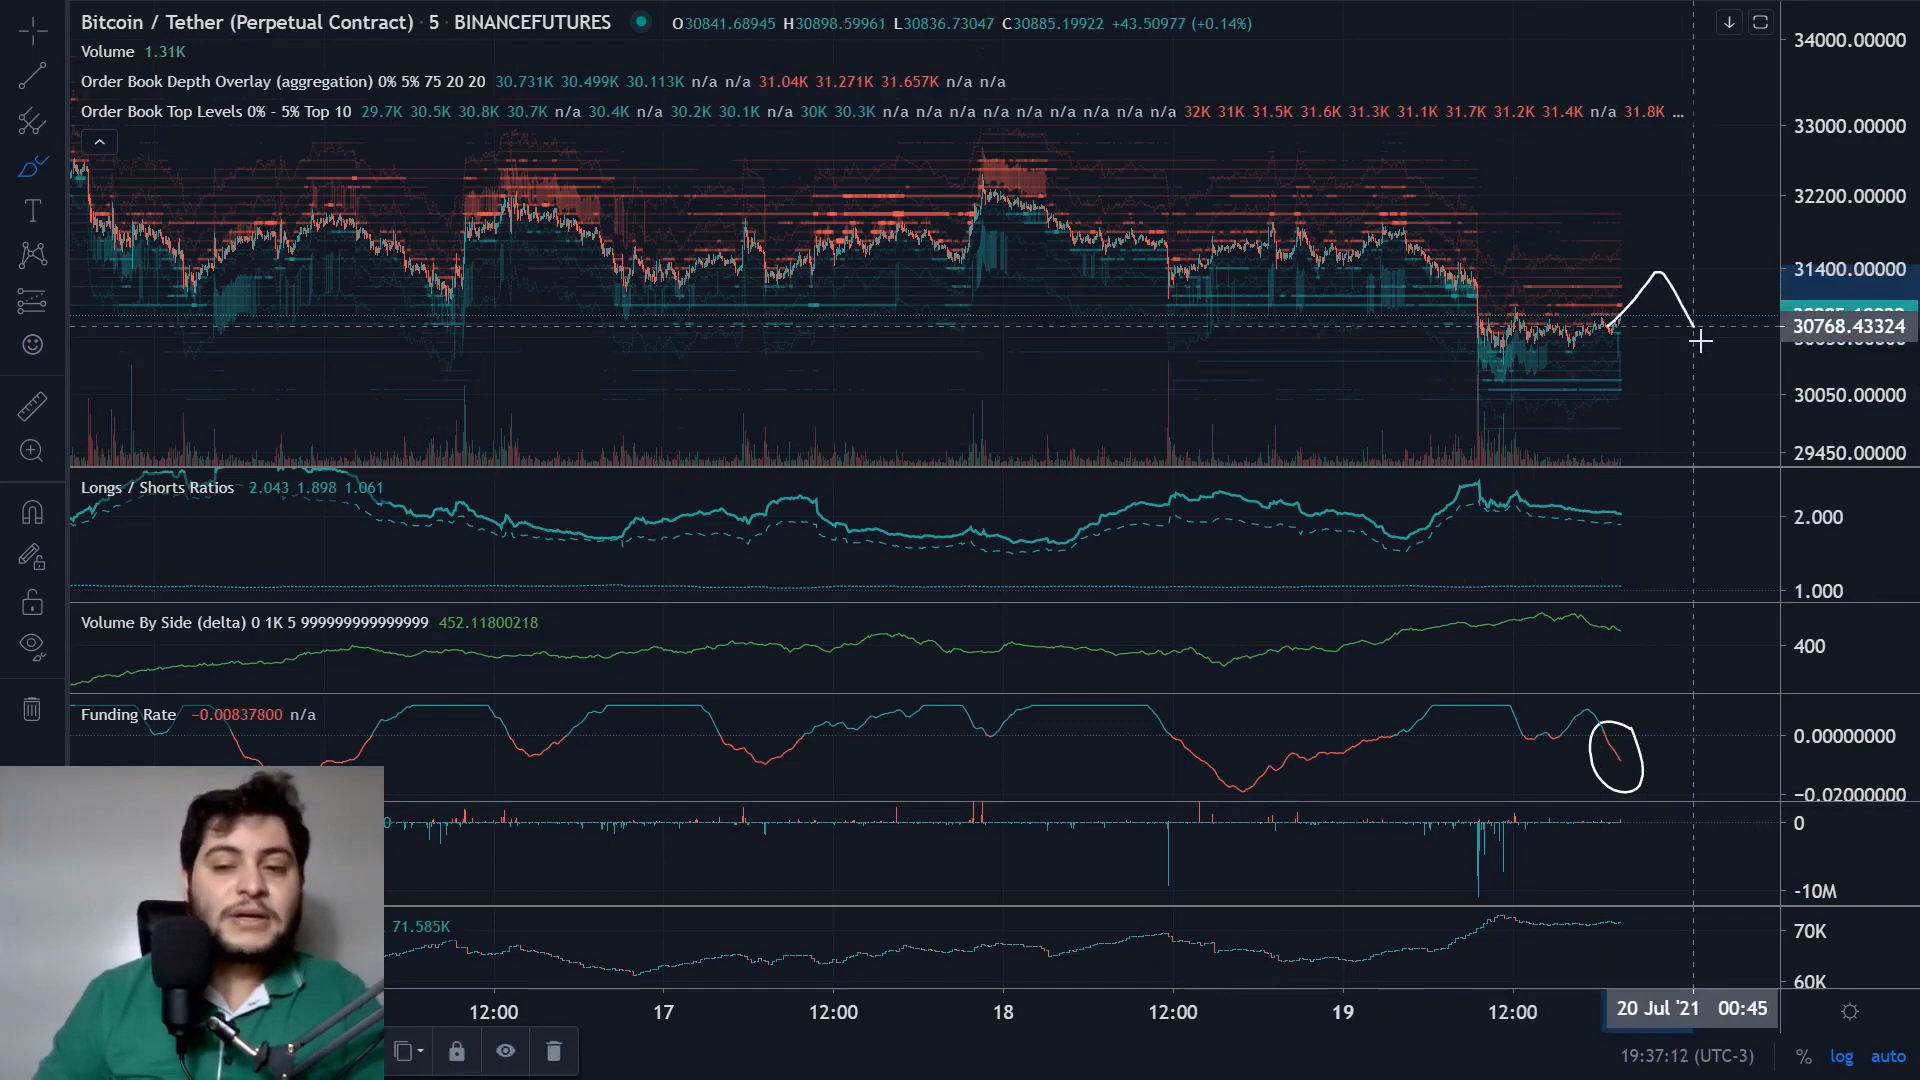 Bitcoin / Tether (Perpetual Contract) · 5 · BINANCEFUTURES O30841.68945 H30898.59961 L30836.73047 C30885.19922 +43.50977 (+0.14%)
Volume 1.31K
Order Book Depth Overlay (aggregation) 0% 5% 75 20 20 30.731K 30.499K 30.113K n/a n/a 31.04K 31.271K 31.657K n/a n/a
Order Book Top Levels 0% - 5% Top 10 29.7K 30.5K 30.8K 30.7K n/a 30.4K n/a 30.2K 30.1K n/a 30K 30.3K n/a n/a n/a n/a n/a n/a n/a n/a 32K 31K 31.5K 31.6K 31.3K 31.1K 31.7K 31.2K 31.4K n/a 31.8K ...
34000.00000
33000.00000
32200.00000
31400.00000
30768.43324
30050.00000
29450.00000
Longs / Shorts Ratios 2.043 1.898 1.061
2.000
1.000
Volume By Side (delta) 0 1K 5 999999999999999 452.11800218
400
Funding Rate −0.00837800 n/a
0.00000000
−0.02000000
0
0
-10M
71.585K
70K
60K
12:00 17 12:00 18 12:00 19 12:00 20 Jul '21 00:45
19:37:12 (UTC-3) % log auto